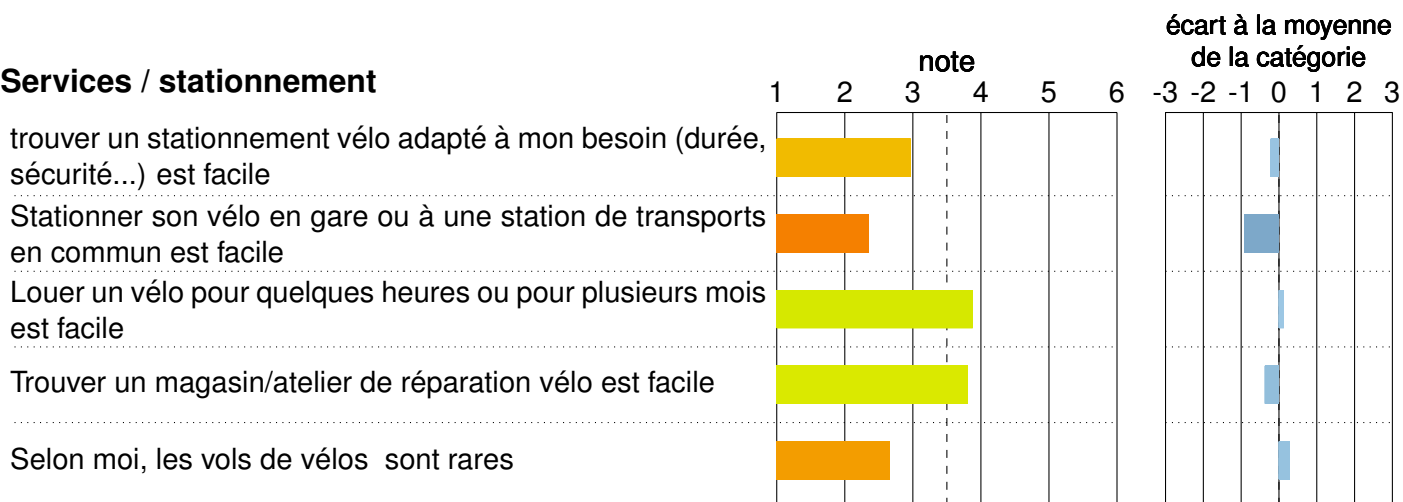 écart à la moyenne
note de la catégorie
Services / stationnement
1 2 3 4 5 6 -3 -2 -1 0 1 2 3
trouver un stationnement vélo adapté à mon besoin (durée,
sécurité...) est facile
Stationner son vélo en gare ou à une station de transports
en commun est facile
Louer un vélo pour quelques heures ou pour plusieurs mois
est facile
Trouver un magasin/atelier de réparation vélo est facile
Selon moi, les vols de vélos  sont rares